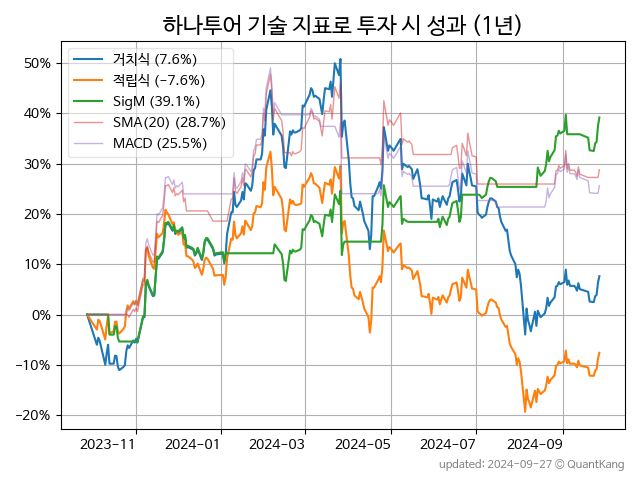 하나투어 기술 지표로 투자 시 성과 (1년)
거치식 (7.6%)
적립식 (−7.6%)
SigM (39.1%)
SMA(20) (28.7%)
MACD (25.5%)
50%
40%
30%
20%
10%
0%
−10%
−20%
2023-11 2024-01 2024-03 2024-05 2024-07 2024-09
updated: 2024-09-27 © QuantKang